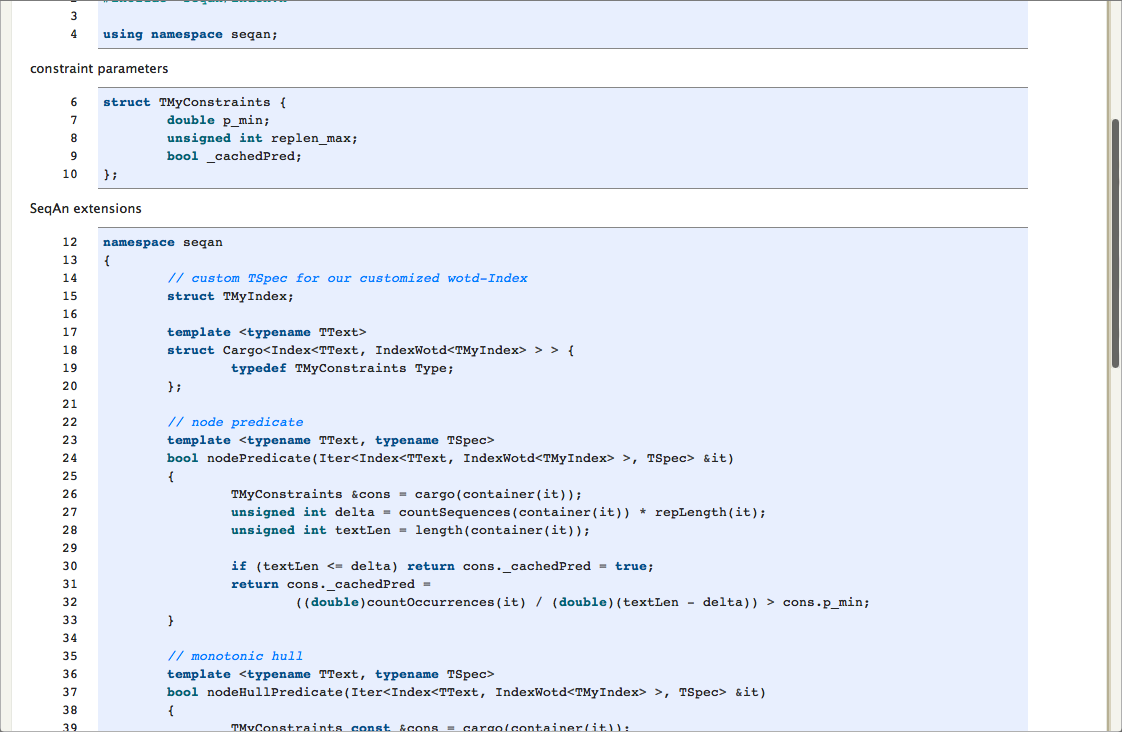 3
4 using namespace seqan;
constraint parameters
6 struct TMyConstraints {
7 double p_min;
8 unsigned int replen_max;
9 bool _cachedPred;
10 };
SeqAn extensions
12 namespace seqan
13 {
14 // custom TSpec for our customized wotd-Index
15 struct TMyIndex;
16
17 template <typename TText>
18 struct Cargo<Index<TText, IndexWotd<TMyIndex> > > {
19 typedef TMyConstraints Type;
20 };
21
22 // node predicate
23 template <typename TText, typename TSpec>
24 bool nodePredicate(Iter<Index<TText, IndexWotd<TMyIndex> >, TSpec> &it)
25 {
26 TMyConstraints &cons = cargo(container(it));
27 unsigned int delta = countSequences(container(it)) * repLength(it);
28 unsigned int textLen = length(container(it));
29
30 if (textLen <= delta) return cons._cachedPred = true;
31 return cons._cachedPred =
32 ((double)countOccurrences(it) / (double)(textLen - delta)) > cons.p_min;
33 }
34
35 // monotonic hull
36 template <typename TText, typename TSpec>
37 bool nodeHullPredicate(Iter<Index<TText, IndexWotd<TMyIndex> >, TSpec> &it)
38 {
39 TMyConstraints const &cons = cargo(container(it));